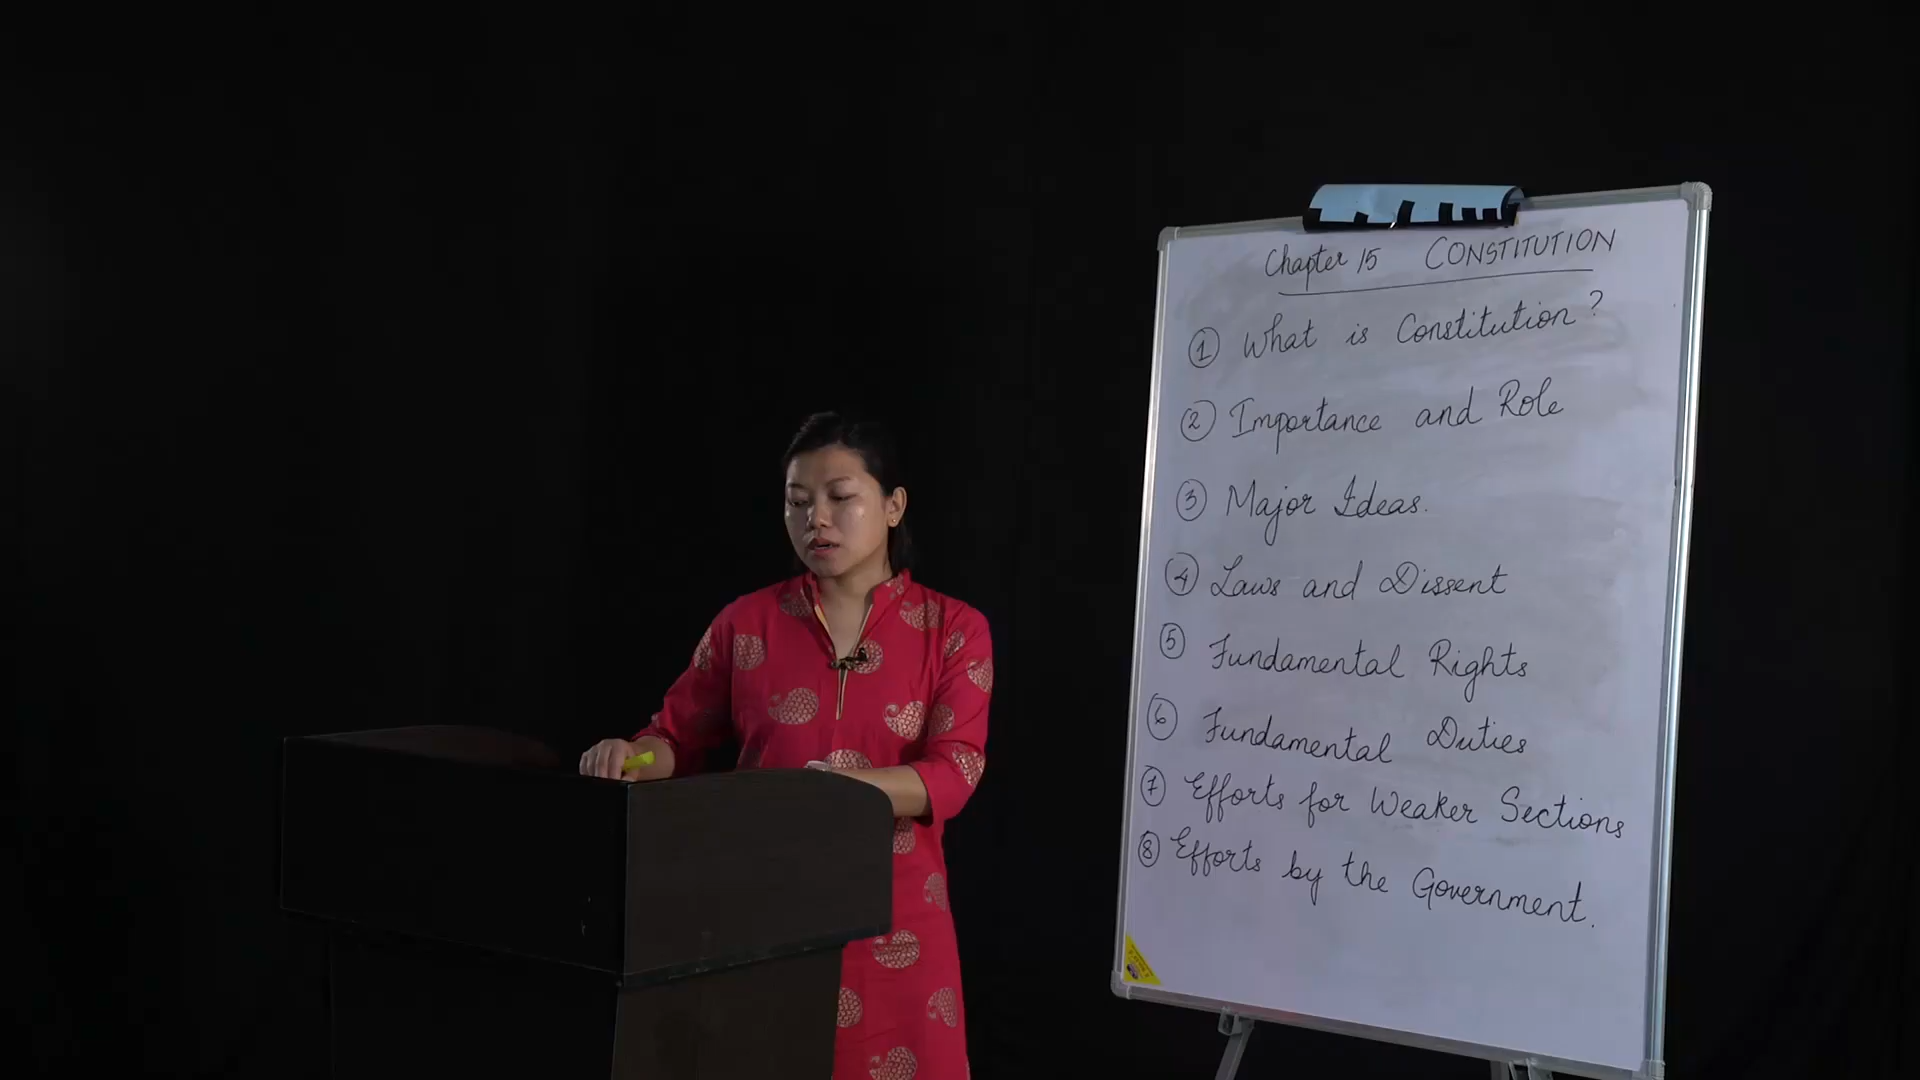 Chapter 15 CONSTITUTION
1 What is Constitution?
2 Importance and Role
3 Major Ideas.
4 Laws and Dissent
5 Fundamental Rights
6 Fundamental Duties
7 Efforts for Weaker Sections
8 Efforts by the Government.